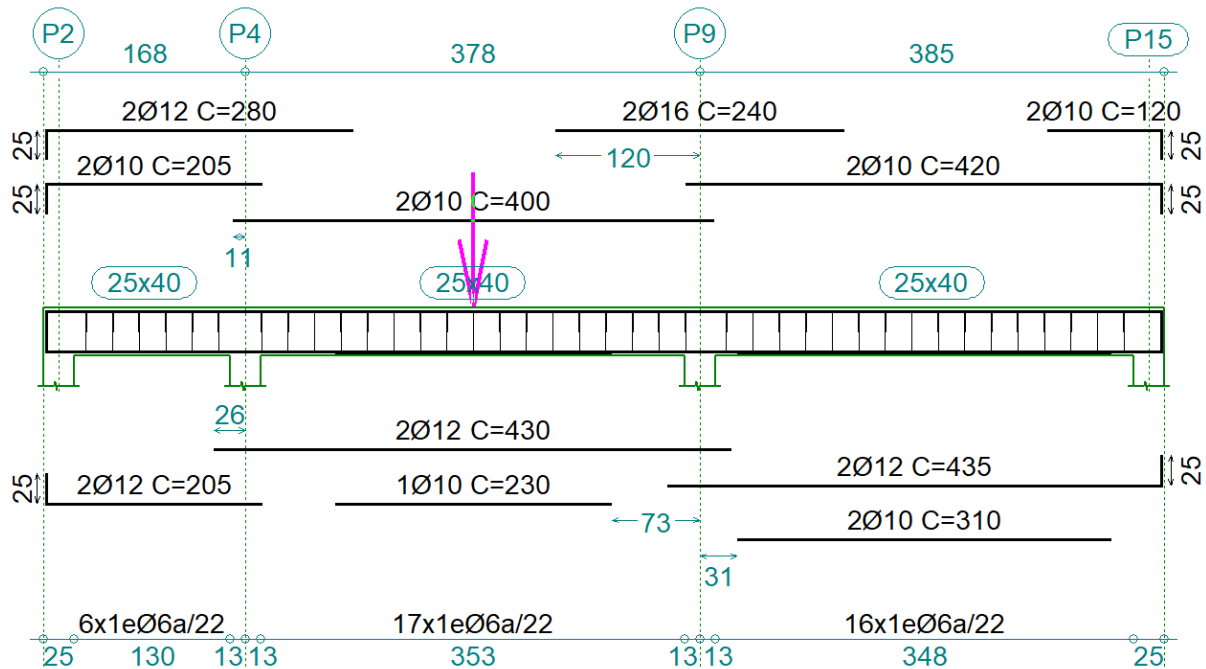 P2 P4 P9 P15
168 378 385
2Ø12 C=280 2Ø16 C=240 2Ø10 C=120
25 120 25
2Ø10 C=205 2Ø10 C=420
25 2Ø10 C=400 25
11
25x40 25x40 25x40
26
2Ø12 C=430
25 2Ø12 C=205 1Ø10 C=230 2Ø12 C=435 25
73 2Ø10 C=310
31
6x1eØ6a/22 17x1eØ6a/22 16x1eØ6a/22
25 130 13 13 353 13 13 348 25